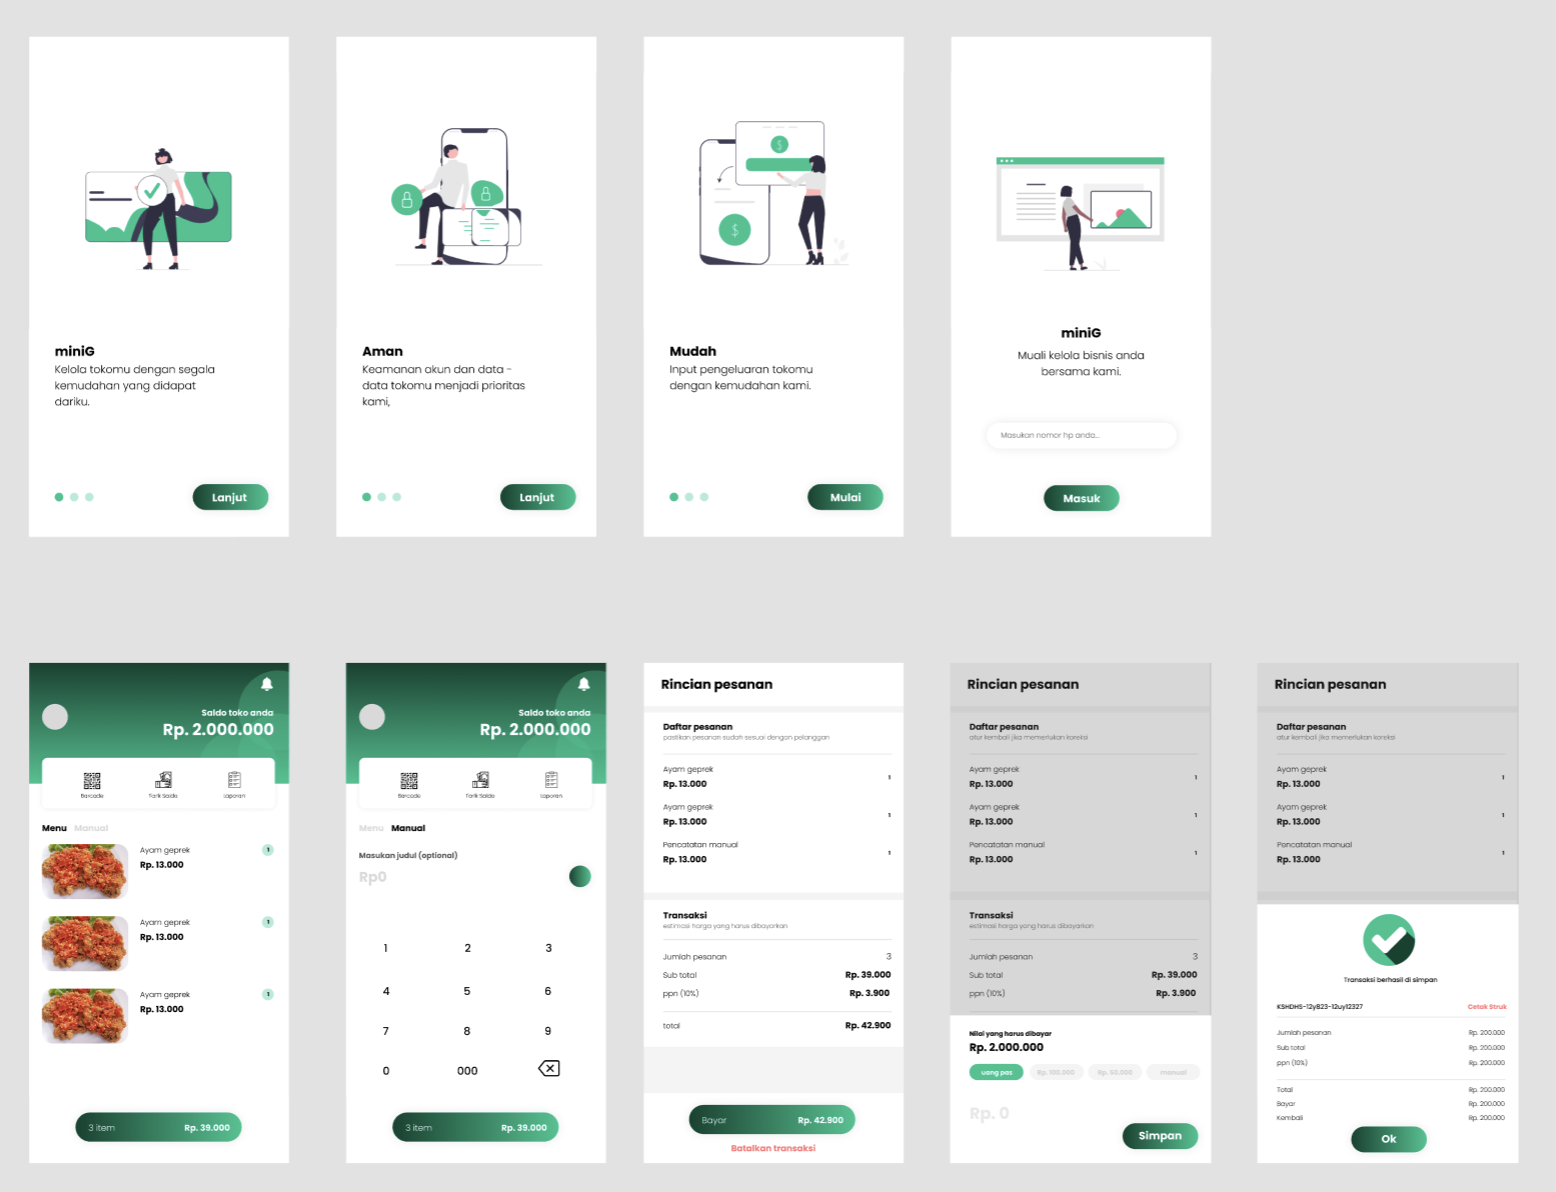 miniG
Kelola tokomu dengan segala
kemudahan yang didapat
dariku.
Lanjut
Aman
Keamanan akun dan data -
data tokomu menjadi prioritas
kami,
Lanjut
Mudah
Input pengeluaran tokomu
dengan kemudahan kami.
Mulai
miniG
Muali kelola bisnis anda
bersama kami.
Masukan nomor hp anda...
Masuk
Saldo toko anda
Rp. 2.000.000
Barcode
Tarik Saldo
Laporan
Menu Manual
Ayam geprek
1
Rp. 13.000
Ayam geprek
1
Rp. 13.000
Ayam geprek
1
Rp. 13.000
3 item Rp. 39.000
Saldo toko anda
Rp. 2.000.000
Barcode
Tarik Saldo
Laporan
Menu Manual
Masukan judul (optional)
Rp0
1 2 3
4 5 6
7 8 9
0 000
3 item Rp. 39.000
Rincian pesanan
Daftar pesanan
pastikan pesanan sudah sesuai dengan pelanggan
Ayam geprek
1
Rp. 13.000
Ayam geprek
1
Rp. 13.000
Pencatatan manual
1
Rp. 13.000
Transaksi
estimasi harga yang harus dibayarkan
Jumlah pesanan 3
Sub total Rp. 39.000
ppn (10%) Rp. 3.900
total Rp. 42.900
Bayar Rp. 42.900
Batalkan transaksi
Rincian pesanan
Daftar pesanan
atur kembali jika memerlukan koreksi
Ayam geprek
1
Rp. 13.000
Ayam geprek
1
Rp. 13.000
Pencatatan manual
1
Rp. 13.000
Transaksi
estimasi harga yang harus dibayarkan
Jumlah pesanan 3
Sub total Rp. 39.000
ppn (10%) Rp. 3.900
Nilai yang harus dibayar
Rp. 2.000.000
uang pas Rp. 100.000 Rp. 50.000 manual
Rp. 0
Simpan
Rincian pesanan
Daftar pesanan
atur kembali jika memerlukan koreksi
Ayam geprek
1
Rp. 13.000
Ayam geprek
1
Rp. 13.000
Pencatatan manual
1
Rp. 13.000
Transaksi berhasil di simpan
KSHDHS-12y823-12uy12327 Cetak Struk
Jumlah pesanan Rp. 200.000
Sub total Rp. 200.000
ppn (10%) Rp. 200.000
Total Rp. 200.000
Bayar Rp. 200.000
Kembali Rp. 200.000
Ok